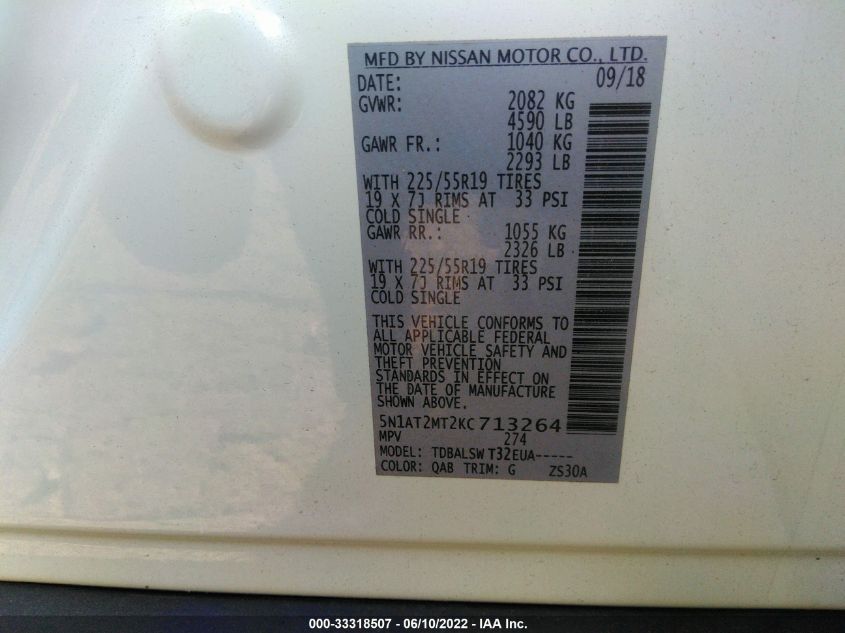 MFD BY NISSAN MOTOR CO., LTD.
DATE: 09/18
GVWR: 2082 KG
4590 LB
GAWR FR.: 1040 KG
2293 LB
WITH 225/55R19 TIRES
19 X 7J RIMS AT 33 PSI
COLD SINGLE
GAWR RR.: 1055 KG
2326 LB
WITH 225/55R19 TIRES
19 X 7J RIMS AT 33 PSI
COLD SINGLE
THIS VEHICLE CONFORMS TO
ALL APPLICABLE FEDERAL
MOTOR VEHICLE SAFETY AND
THEFT PREVENTION
STANDARDS IN EFFECT ON
THE DATE OF MANUFACTURE
SHOWN ABOVE.
5N1AT2MT2KC713264
MPV 274
MODEL: TDBALSW T32EUA-----
COLOR: QAB TRIM: G ZS30A
000-33318507 - 06/10/2022 - IAA Inc.